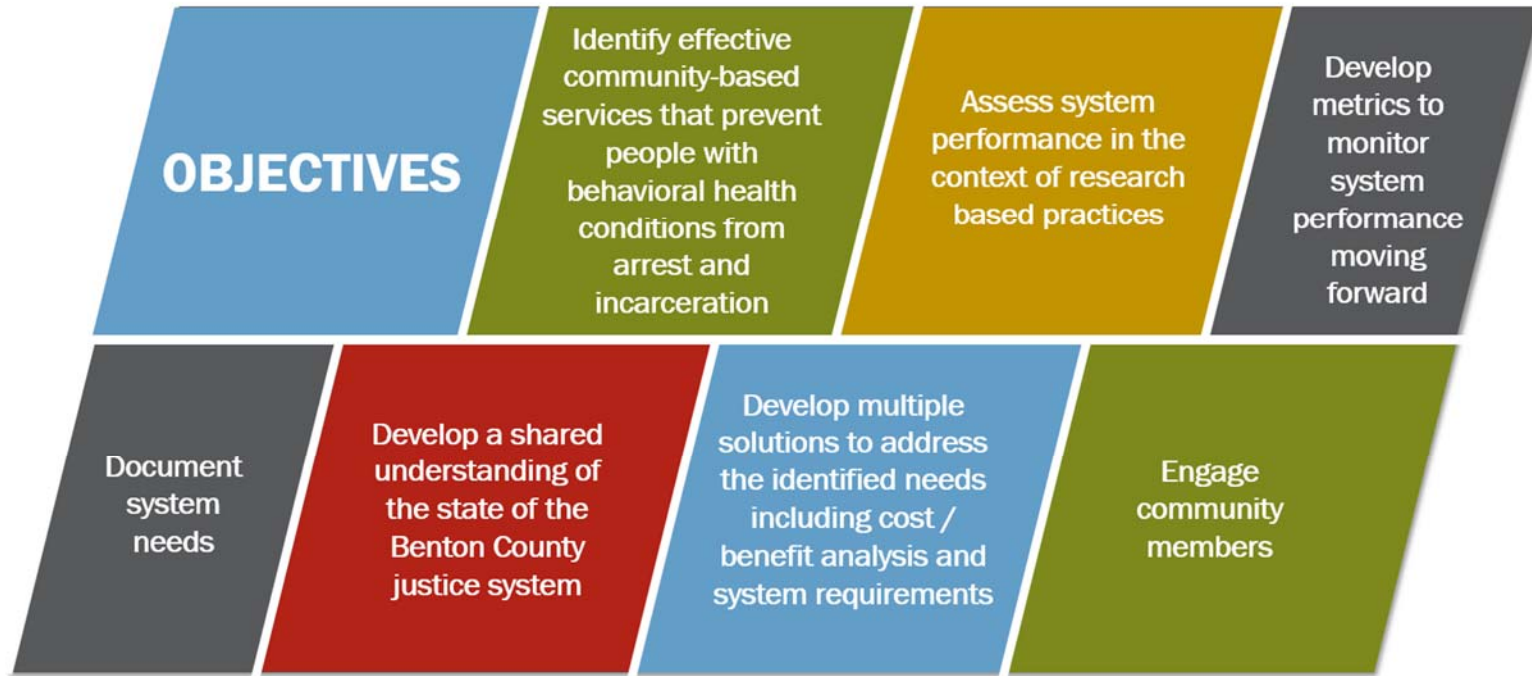 OBJECTIVES
Identify effective
community-based
services that prevent
people with
behavioral health
conditions from
arrest and
incarceration
Assess system
performance in the
context of research
based practices
Develop
metrics to
monitor
system
performance
moving
forward
Document
system
needs
Develop a shared
understanding of
the state of the
Benton County
justice system
Develop multiple
solutions to address
the identified needs
including cost /
benefit analysis and
system requirements
Engage
community
members